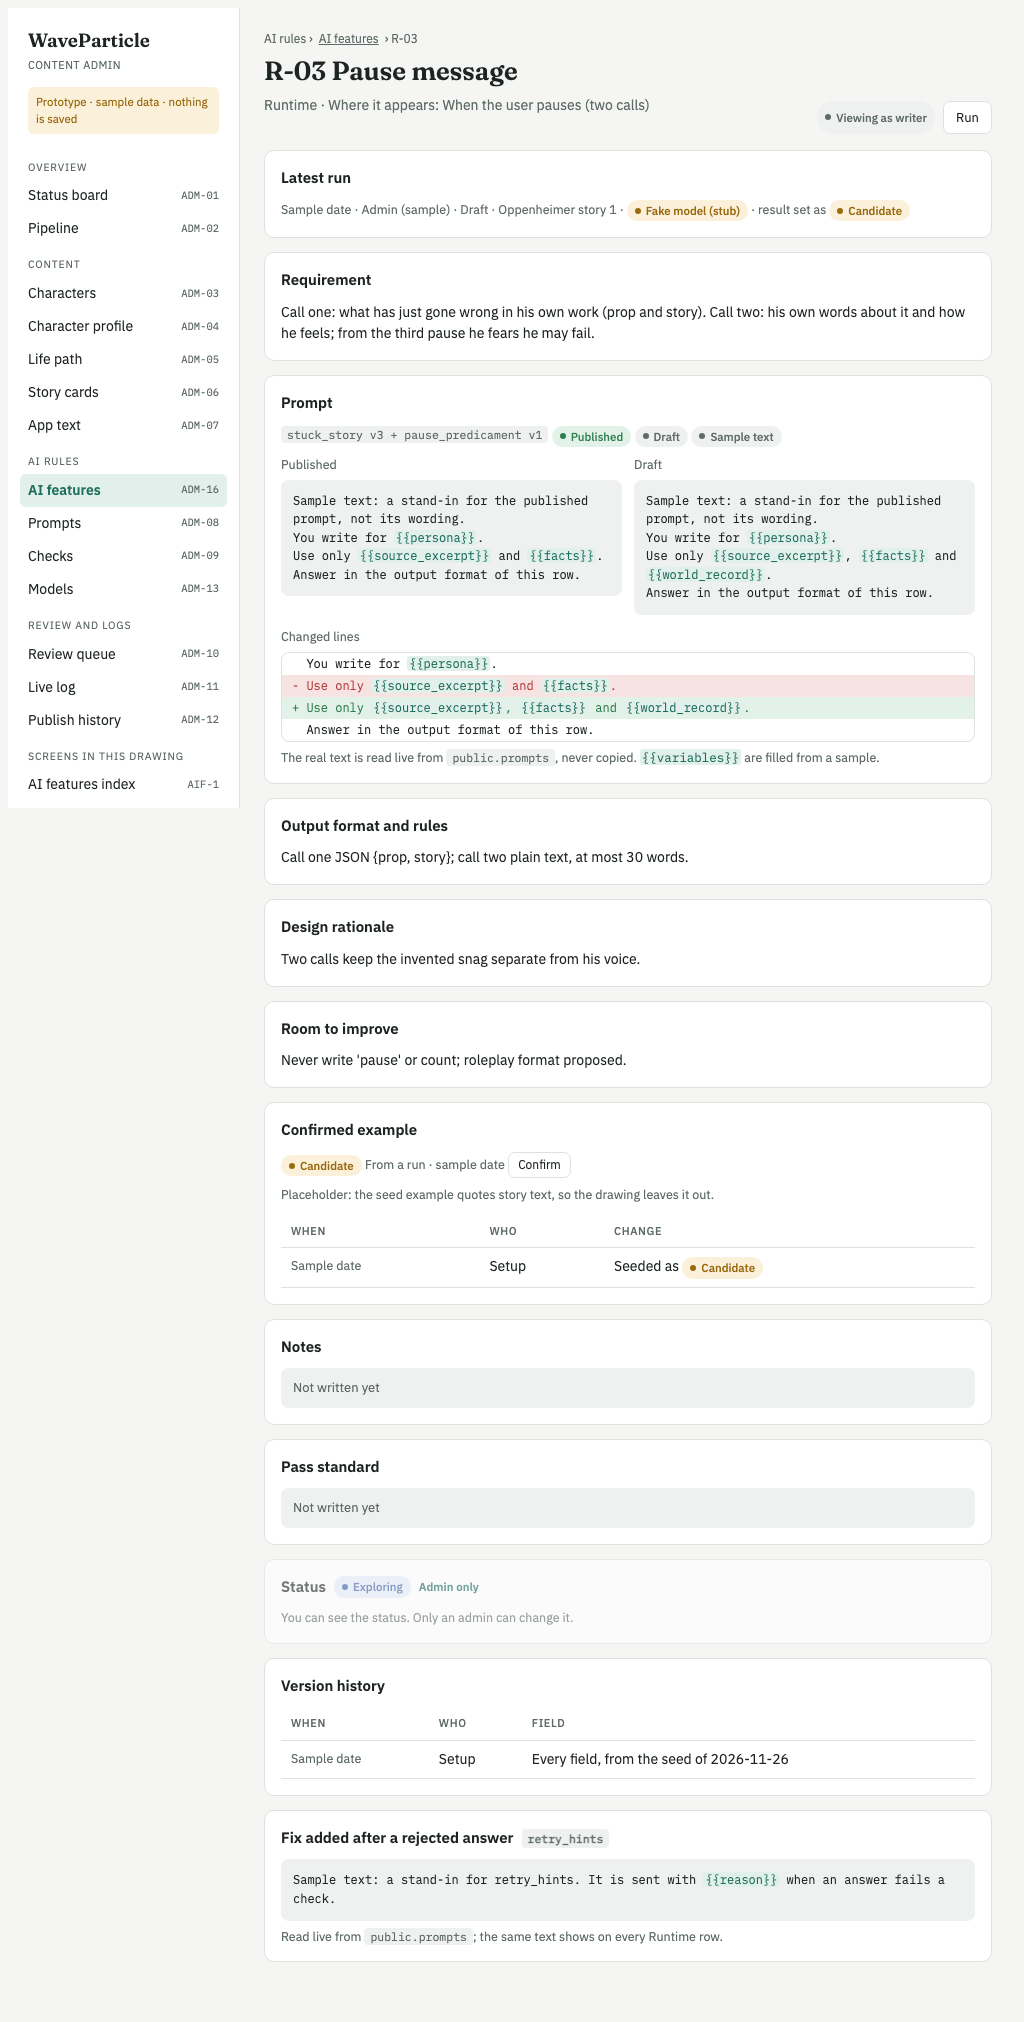 WaveParticle
CONTENT ADMIN
Prototype · sample data · nothing
is saved
OVERVIEW
Status board ADM-01
Pipeline ADM-02
CONTENT
Characters ADM-03
Character profile ADM-04
Life path ADM-05
Story cards ADM-06
App text ADM-07
AI RULES
AI features ADM-16
Prompts ADM-08
Checks ADM-09
Models ADM-13
REVIEW AND LOGS
Review queue ADM-10
Live log ADM-11
Publish history ADM-12
SCREENS IN THIS DRAWING
AI features index AIF-1
AI rules › AI features › R-03
R-03 Pause message
Runtime · Where it appears: When the user pauses (two calls)
Viewing as writer
Run
Latest run
Sample date · Admin (sample) · Draft · Oppenheimer story 1 · Fake model (stub) · result set as Candidate
Requirement
Call one: what has just gone wrong in his own work (prop and story). Call two: his own words about it and how
he feels; from the third pause he fears he may fail.
Prompt
stuck_story v3 + pause_predicament v1 Published Draft Sample text
Published
Sample text: a stand-in for the published
prompt, not its wording.
You write for {{persona}}.
Use only {{source_excerpt}} and {{facts}}.
Answer in the output format of this row.
Draft
Sample text: a stand-in for the published
prompt, not its wording.
You write for {{persona}}.
Use only {{source_excerpt}}, {{facts}} and
{{world_record}}.
Answer in the output format of this row.
Changed lines
You write for {{persona}}.
- Use only {{source_excerpt}} and {{facts}}.
+ Use only {{source_excerpt}}, {{facts}} and {{world_record}}.
Answer in the output format of this row.
The real text is read live from public.prompts, never copied. {{variables}} are filled from a sample.
Output format and rules
Call one JSON {prop, story}; call two plain text, at most 30 words.
Design rationale
Two calls keep the invented snag separate from his voice.
Room to improve
Never write 'pause' or count; roleplay format proposed.
Confirmed example
Candidate From a run · sample date Confirm
Placeholder: the seed example quotes story text, so the drawing leaves it out.
WHEN WHO CHANGE
Sample date Setup Seeded as Candidate
Notes
Not written yet
Pass standard
Not written yet
Status Exploring Admin only
You can see the status. Only an admin can change it.
Version history
WHEN WHO FIELD
Sample date Setup Every field, from the seed of 2026-11-26
Fix added after a rejected answer retry_hints
Sample text: a stand-in for retry_hints. It is sent with {{reason}} when an answer fails a
check.
Read live from public.prompts; the same text shows on every Runtime row.